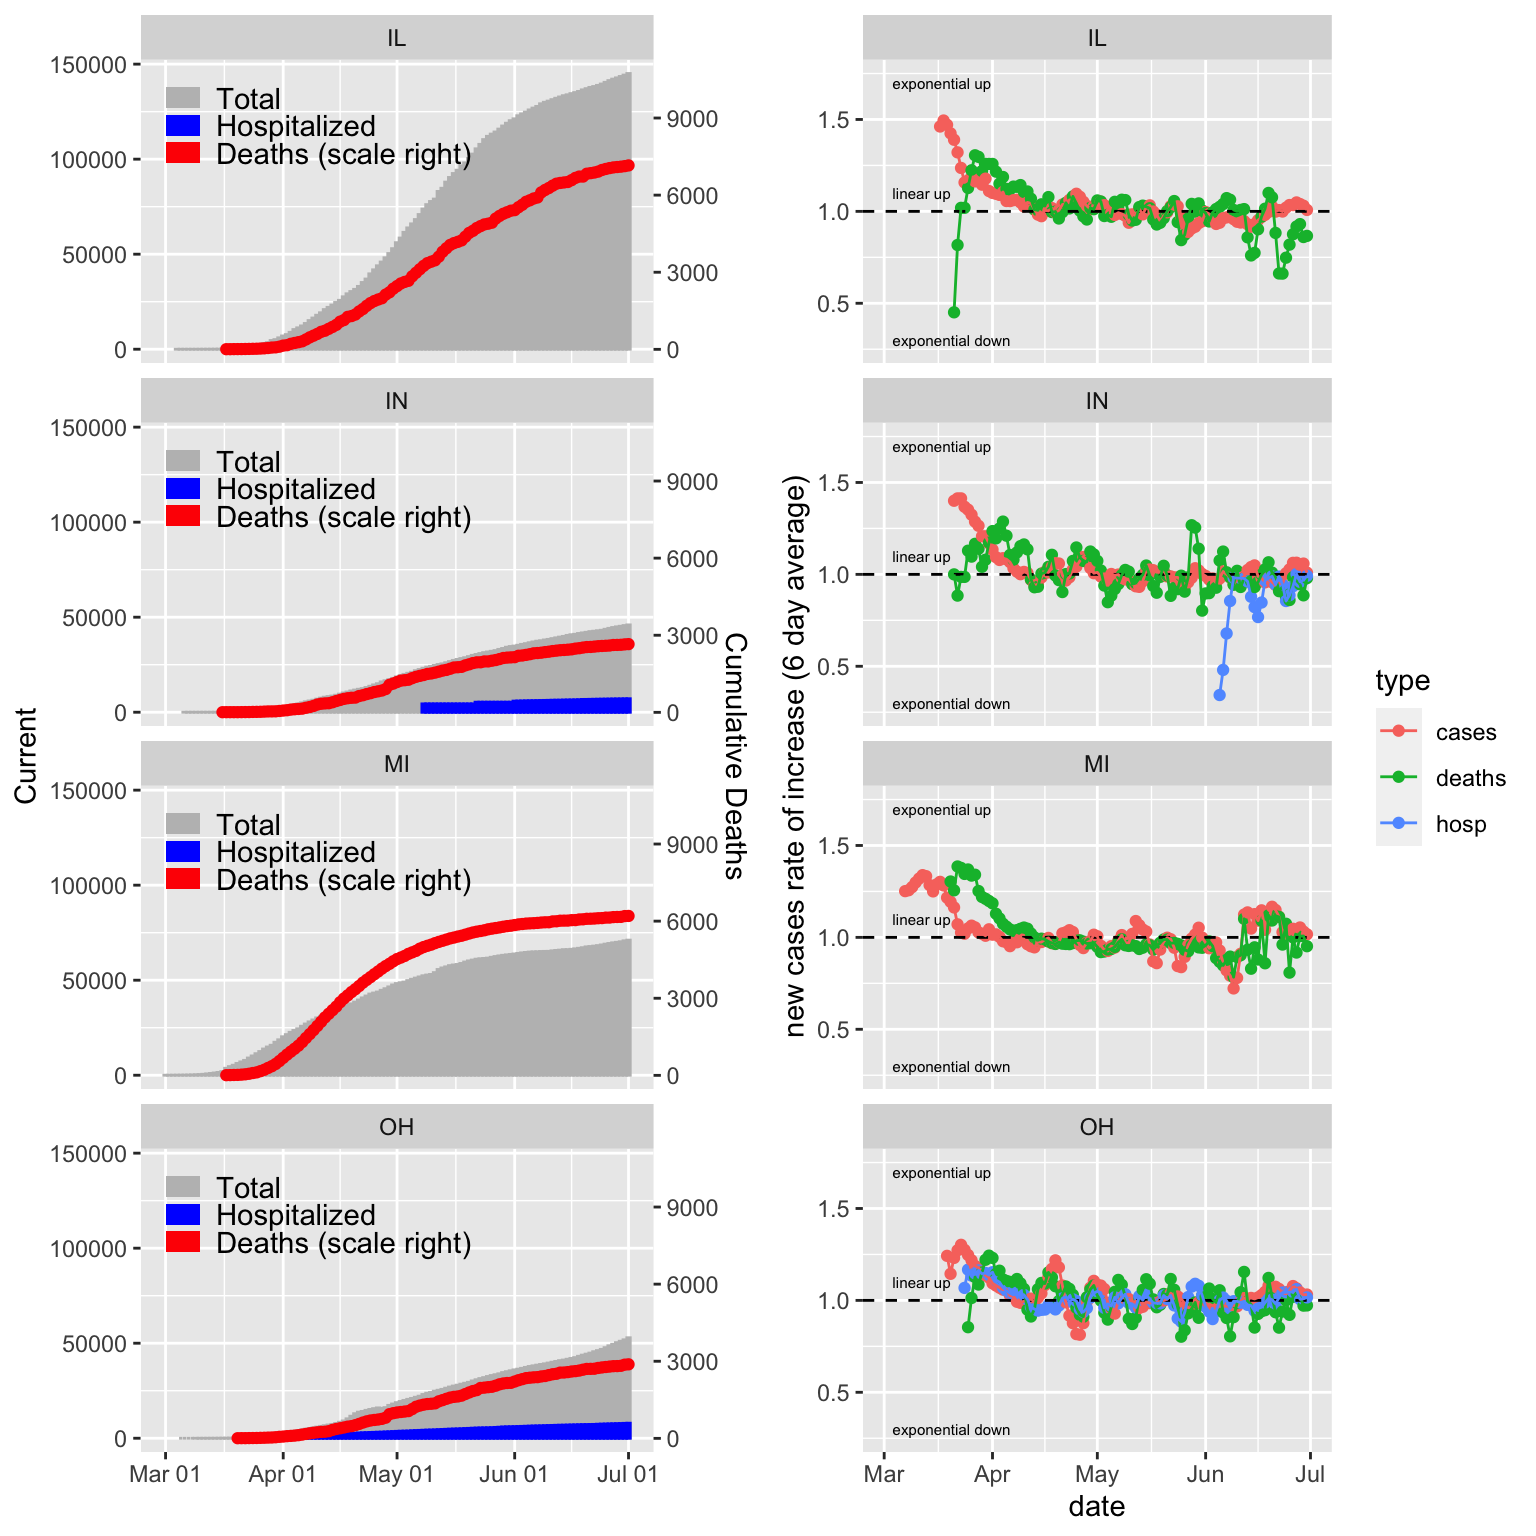 IL
150000
100000
50000
0
Total
Hospitalized
Deaths (scale right)
9000
6000
3000
0
IN
150000
100000
50000
0
Total
Hospitalized
Deaths (scale right)
9000
6000
3000
0
MI
150000
100000
50000
0
Total
Hospitalized
Deaths (scale right)
9000
6000
3000
0
OH
150000
100000
50000
0
Total
Hospitalized
Deaths (scale right)
9000
6000
3000
0
Mar 01 Apr 01 May 01 Jun 01 Jul 01
Current
Cumulative Deaths
IL
1.5
1.0
0.5
exponential up
linear up
exponential down
IN
1.5
1.0
0.5
exponential up
linear up
exponential down
MI
1.5
1.0
0.5
exponential up
linear up
exponential down
OH
1.5
1.0
0.5
exponential up
linear up
exponential down
Mar Apr May Jun Jul
date
new cases rate of increase (6 day average)
type
cases
deaths
hosp